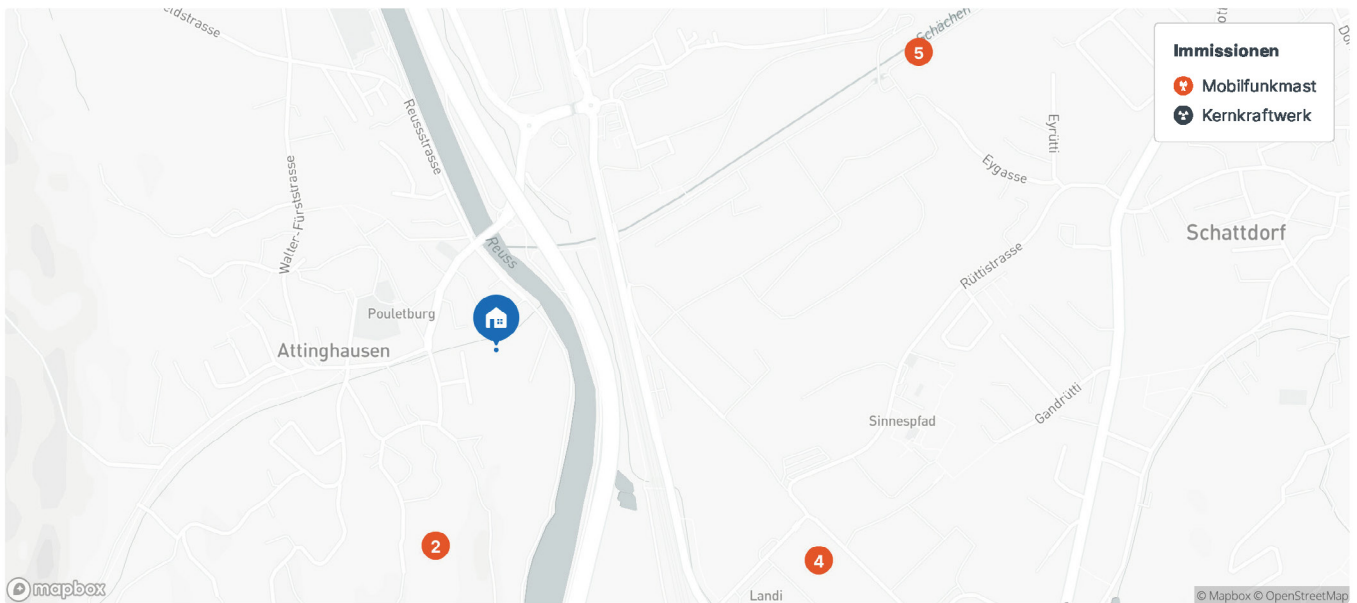 eldstrasse
Schächen
5
Immissionen
Mobilfunkmast
Kernkraftwerk
Reussstrasse
Eyrütti
Walter-Fürststrasse
Eygasse
Reuss
Schattdorf
Rüttistrasse
Pouletburg
Attinghausen
Gandrütti
Sinnespfad
2
4
Landi
mapbox
© Mapbox © OpenStreetMap